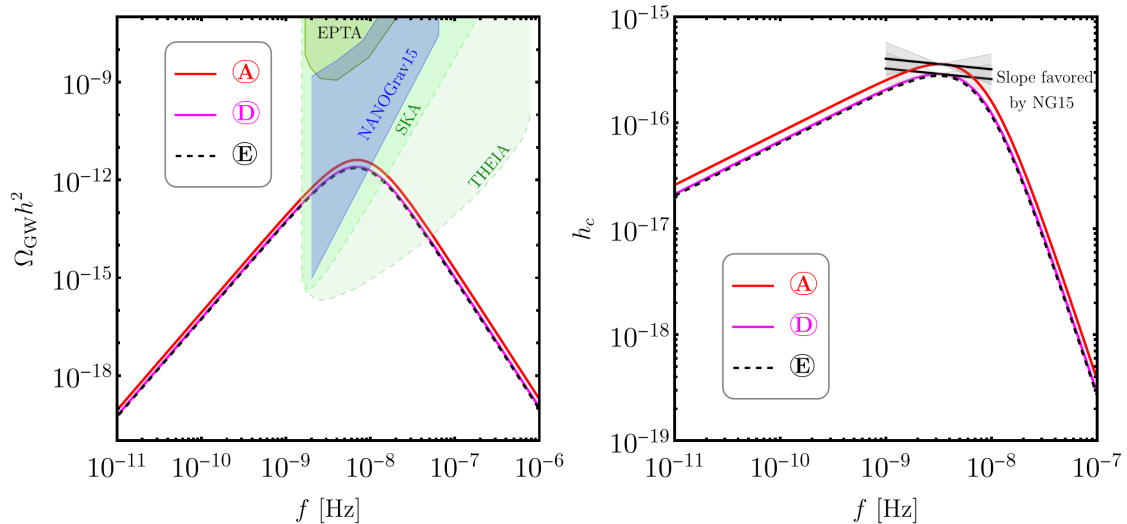 Ω_GW h²
10⁻⁹
10⁻¹²
10⁻¹⁵
10⁻¹⁸
Ⓐ
Ⓓ
Ⓔ
EPTA
NANOGrav15
SKA
THEIA
10⁻¹¹ 10⁻¹⁰ 10⁻⁹ 10⁻⁸ 10⁻⁷ 10⁻⁶
f [Hz]
h_c
10⁻¹⁵
10⁻¹⁶
10⁻¹⁷
10⁻¹⁸
10⁻¹⁹
Slope favored
by NG15
Ⓐ
Ⓓ
Ⓔ
10⁻¹¹ 10⁻¹⁰ 10⁻⁹ 10⁻⁸ 10⁻⁷
f [Hz]